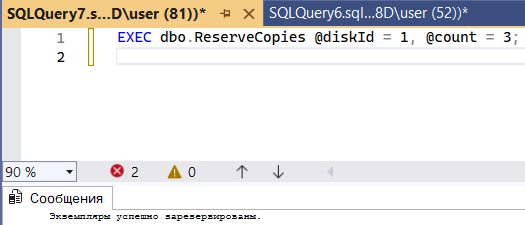 SQLQuery7.s...D\user (81))*
SQLQuery6.sql...8D\user (52))*
1 EXEC dbo.ReserveCopies @diskId = 1, @count = 3;
2
90 % 2 0
Сообщения
Экземпляры успешно зарезервированы.